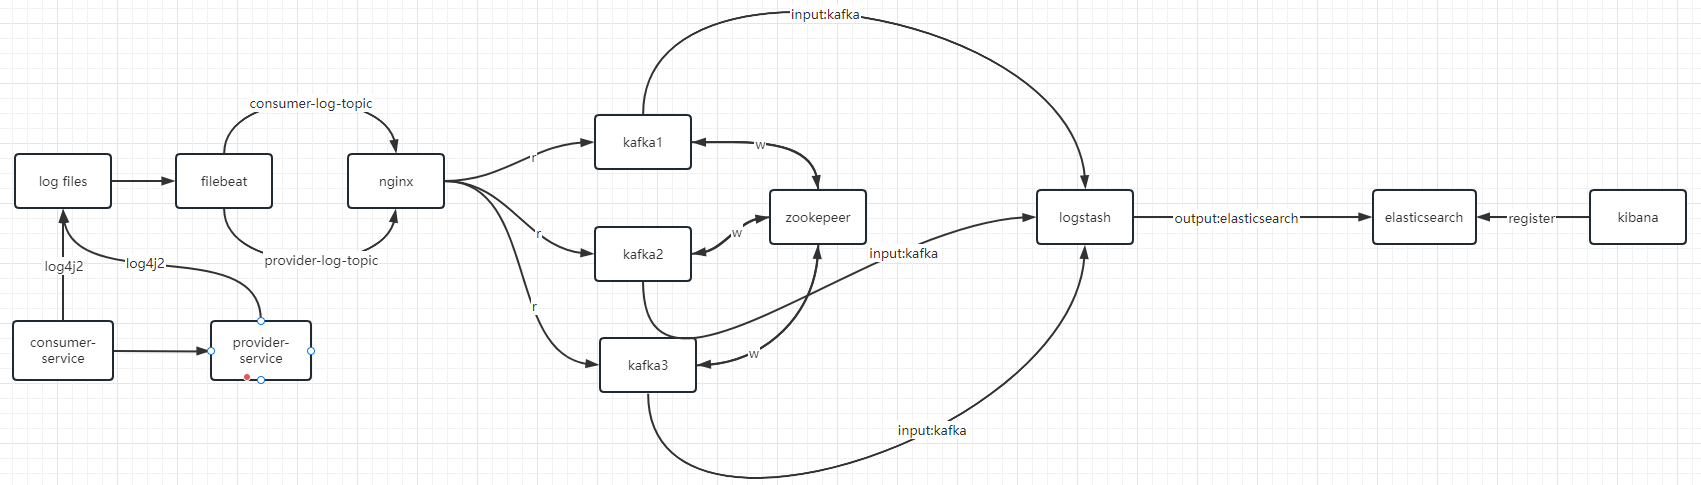 input:kafka
consumer-log-topic
kafka1
r
w
log files
filebeat
nginx
zookepeer
logstash
output:elasticsearch
elasticsearch
register
kibana
r
w
kafka2
input:kafka
log4j2
log4j2
provider-log-topic
r
consumer-
service
provider-
service
w
kafka3
input:kafka